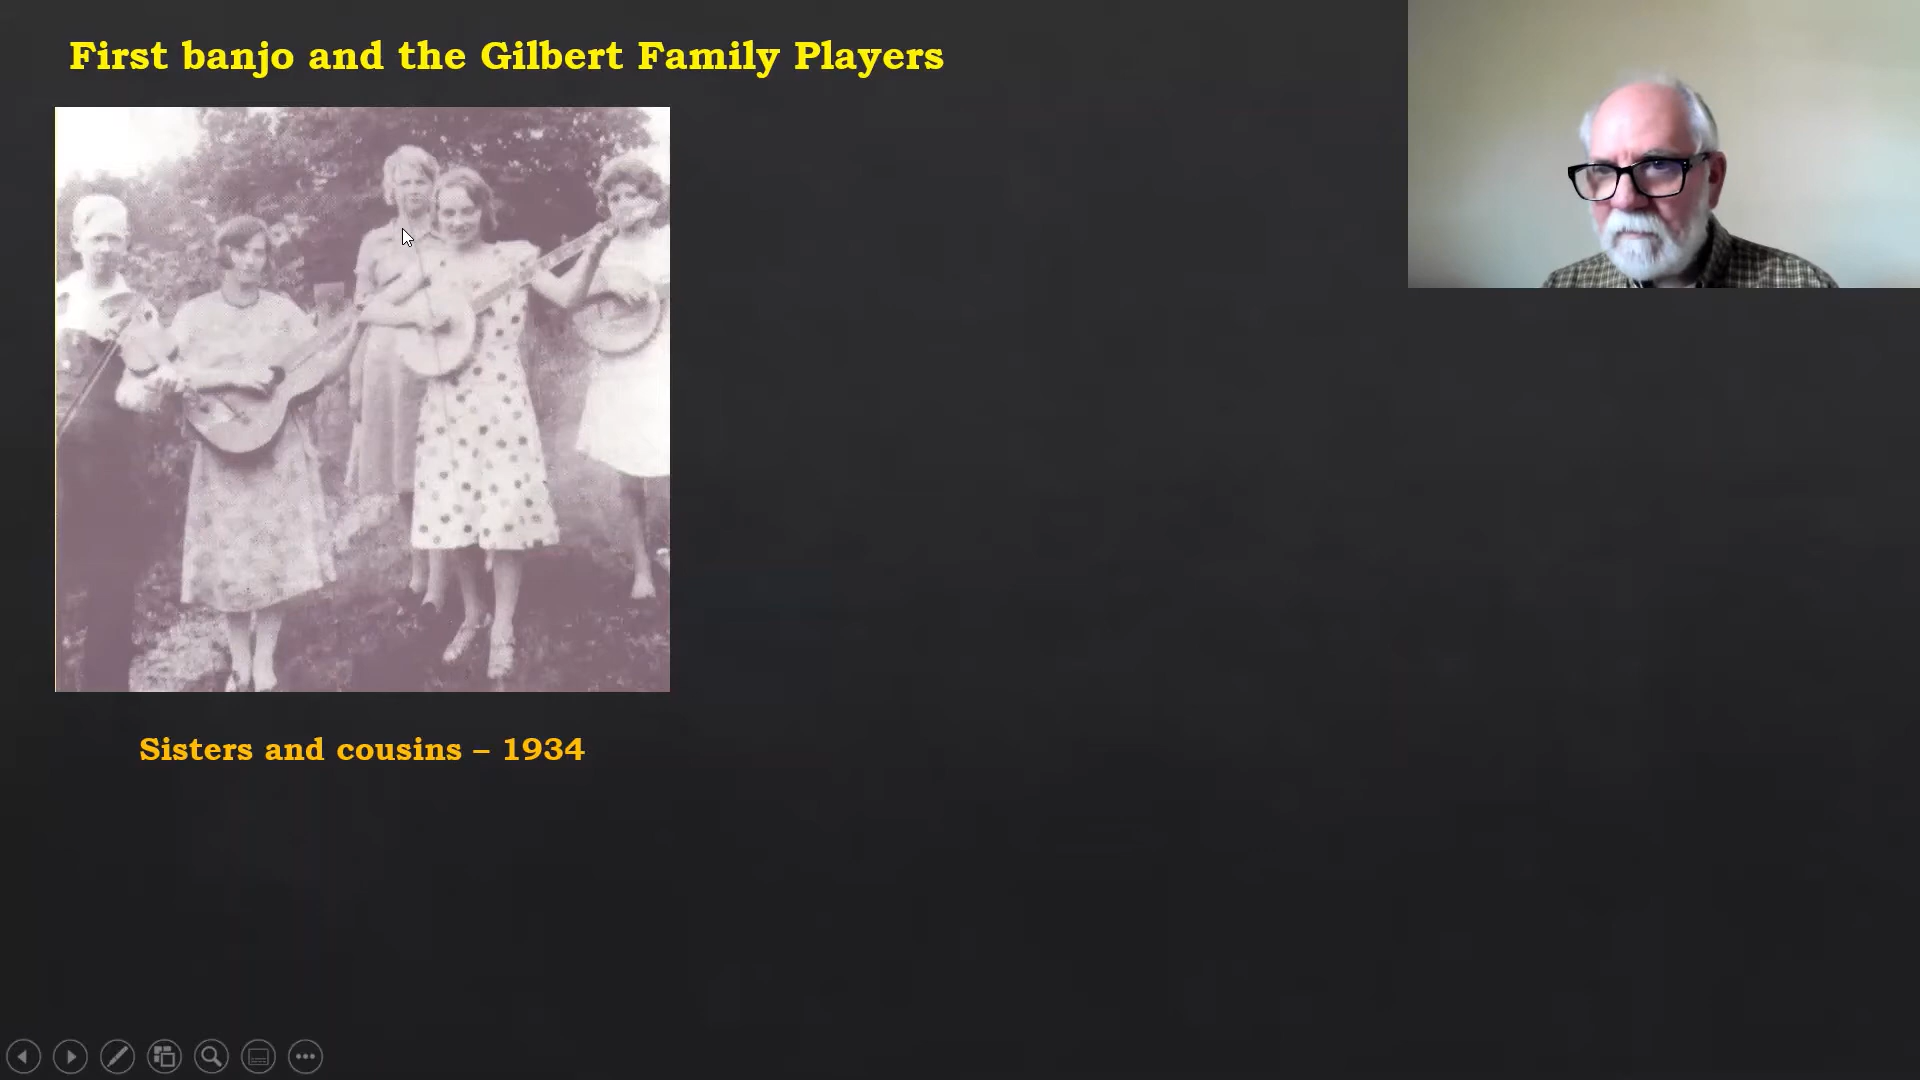 First banjo and the Gilbert Family Players
Sisters and cousins – 1934